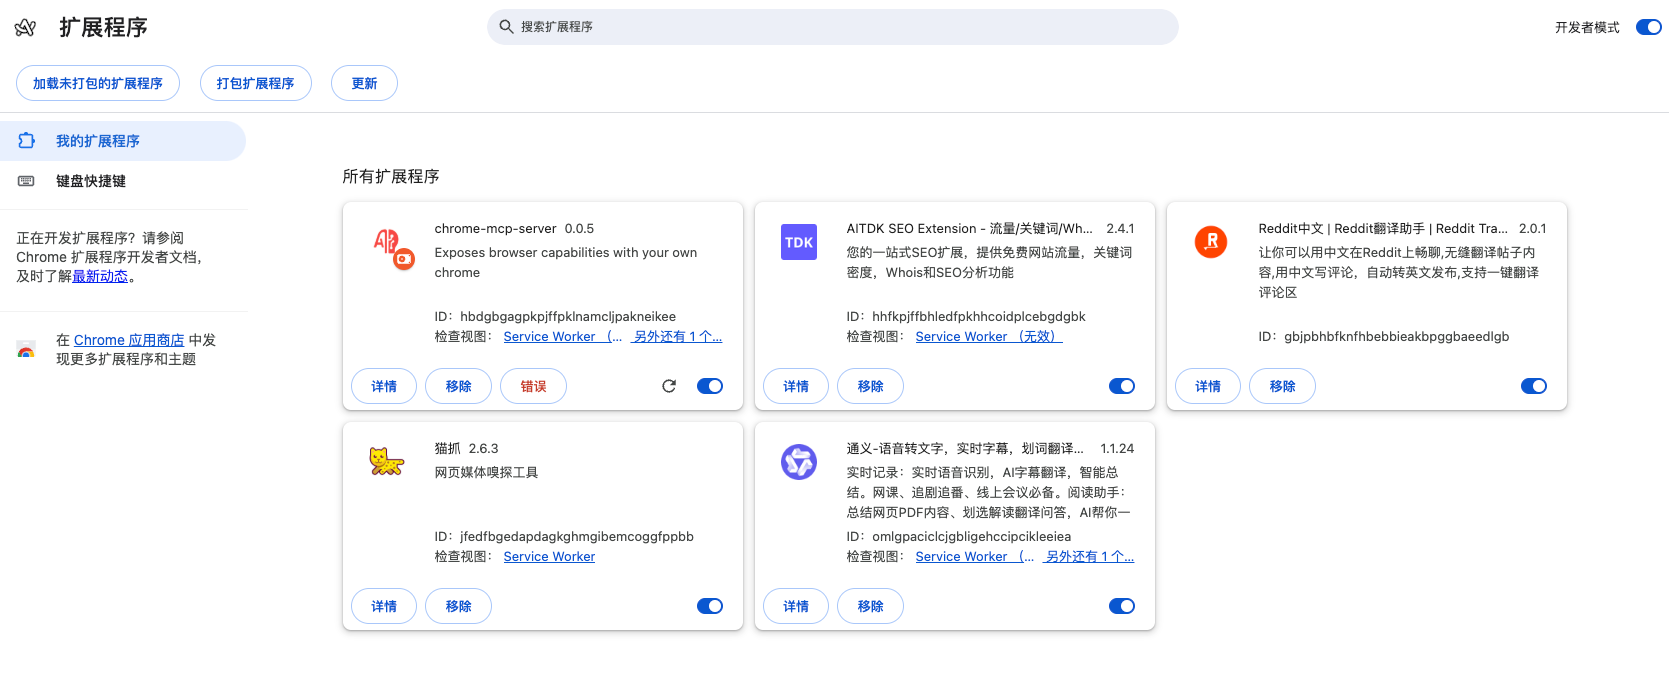 扩展程序
搜索扩展程序
开发者模式
加载未打包的扩展程序
打包扩展程序
更新
我的扩展程序
键盘快捷键
正在开发扩展程序？请参阅
Chrome 扩展程序开发者文档，
及时了解最新动态。
在 Chrome 应用商店 中发
现更多扩展程序和主题
所有扩展程序
chrome-mcp-server 0.0.5
Exposes browser capabilities with your own
chrome
ID：hbdgbgagpkpjffpklnamcljpakneikee
检查视图： Service Worker （... 另外还有 1 个...
详情
移除
错误
TDK
AITDK SEO Extension - 流量/关键词/Wh... 2.4.1
您的一站式SEO扩展，提供免费网站流量，关键词
密度，Whois和SEO分析功能
ID：hhfkpjffbhledfpkhhcoidplcebgdgbk
检查视图： Service Worker （无效）
详情
移除
R
Reddit中文 | Reddit翻译助手 | Reddit Tra... 2.0.1
让你可以用中文在Reddit上畅聊,无缝翻译帖子内
容,用中文写评论，自动转英文发布,支持一键翻译
评论区
ID：gbjpbhbfknfhbebbieakbpggbaeedlgb
详情
移除
猫抓 2.6.3
网页媒体嗅探工具
ID：jfedfbgedapdagkghmgibemcoggfppbb
检查视图： Service Worker
详情
移除
通义-语音转文字，实时字幕，划词翻译... 1.1.24
实时记录：实时语音识别，AI字幕翻译，智能总
结。网课、追剧追番、线上会议必备。阅读助手：
总结网页PDF内容、划选解读翻译问答，AI帮你一
ID：omlgpaciclcjgbligehccipcikleeiea
检查视图： Service Worker （... 另外还有 1 个...
详情
移除